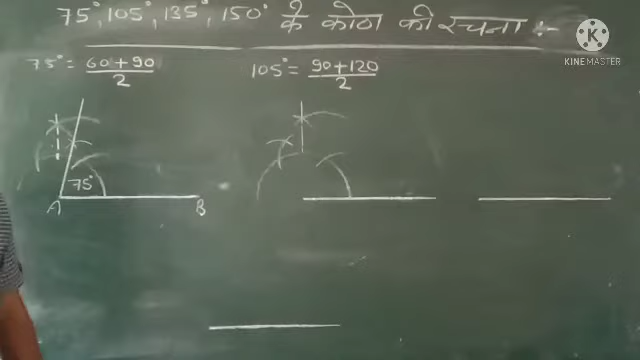 75°, 105°, 135°, 150° के कोण की रचना :-
75° = 60 + 90 / 2
105° = 90 + 120 / 2
75°
A B
KINEMASTER